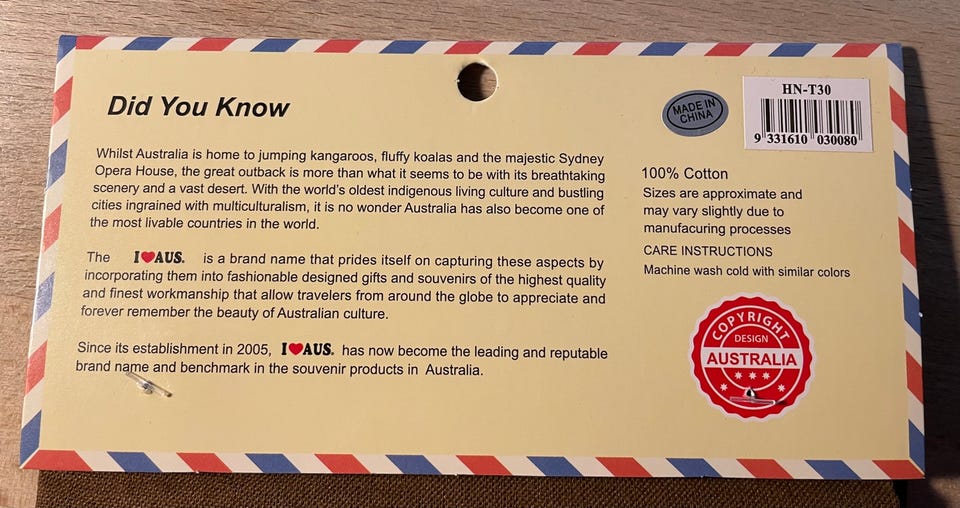 Did You Know
Whilst Australia is home to jumping kangaroos, fluffy koalas and the majestic Sydney
Opera House, the great outback is more than what it seems to be with its breathtaking
scenery and a vast desert. With the world's oldest indigenous living culture and bustling
cities ingrained with multiculturalism, it is no wonder Australia has also become one of
the most livable countries in the world.
The I❤AUS. is a brand name that prides itself on capturing these aspects by
incorporating them into fashionable designed gifts and souvenirs of the highest quality
and finest workmanship that allow travelers from around the globe to appreciate and
forever remember the beauty of Australian culture.
Since its establishment in 2005, I❤AUS. has now become the leading and reputable
brand name and benchmark in the souvenir products in Australia.
MADE IN
CHINA
HN-T30
9 331610 030080
100% Cotton
Sizes are approximate and
may vary slightly due to
manufacuring processes
CARE INSTRUCTIONS
Machine wash cold with similar colors
COPYRIGHT
DESIGN
AUSTRALIA